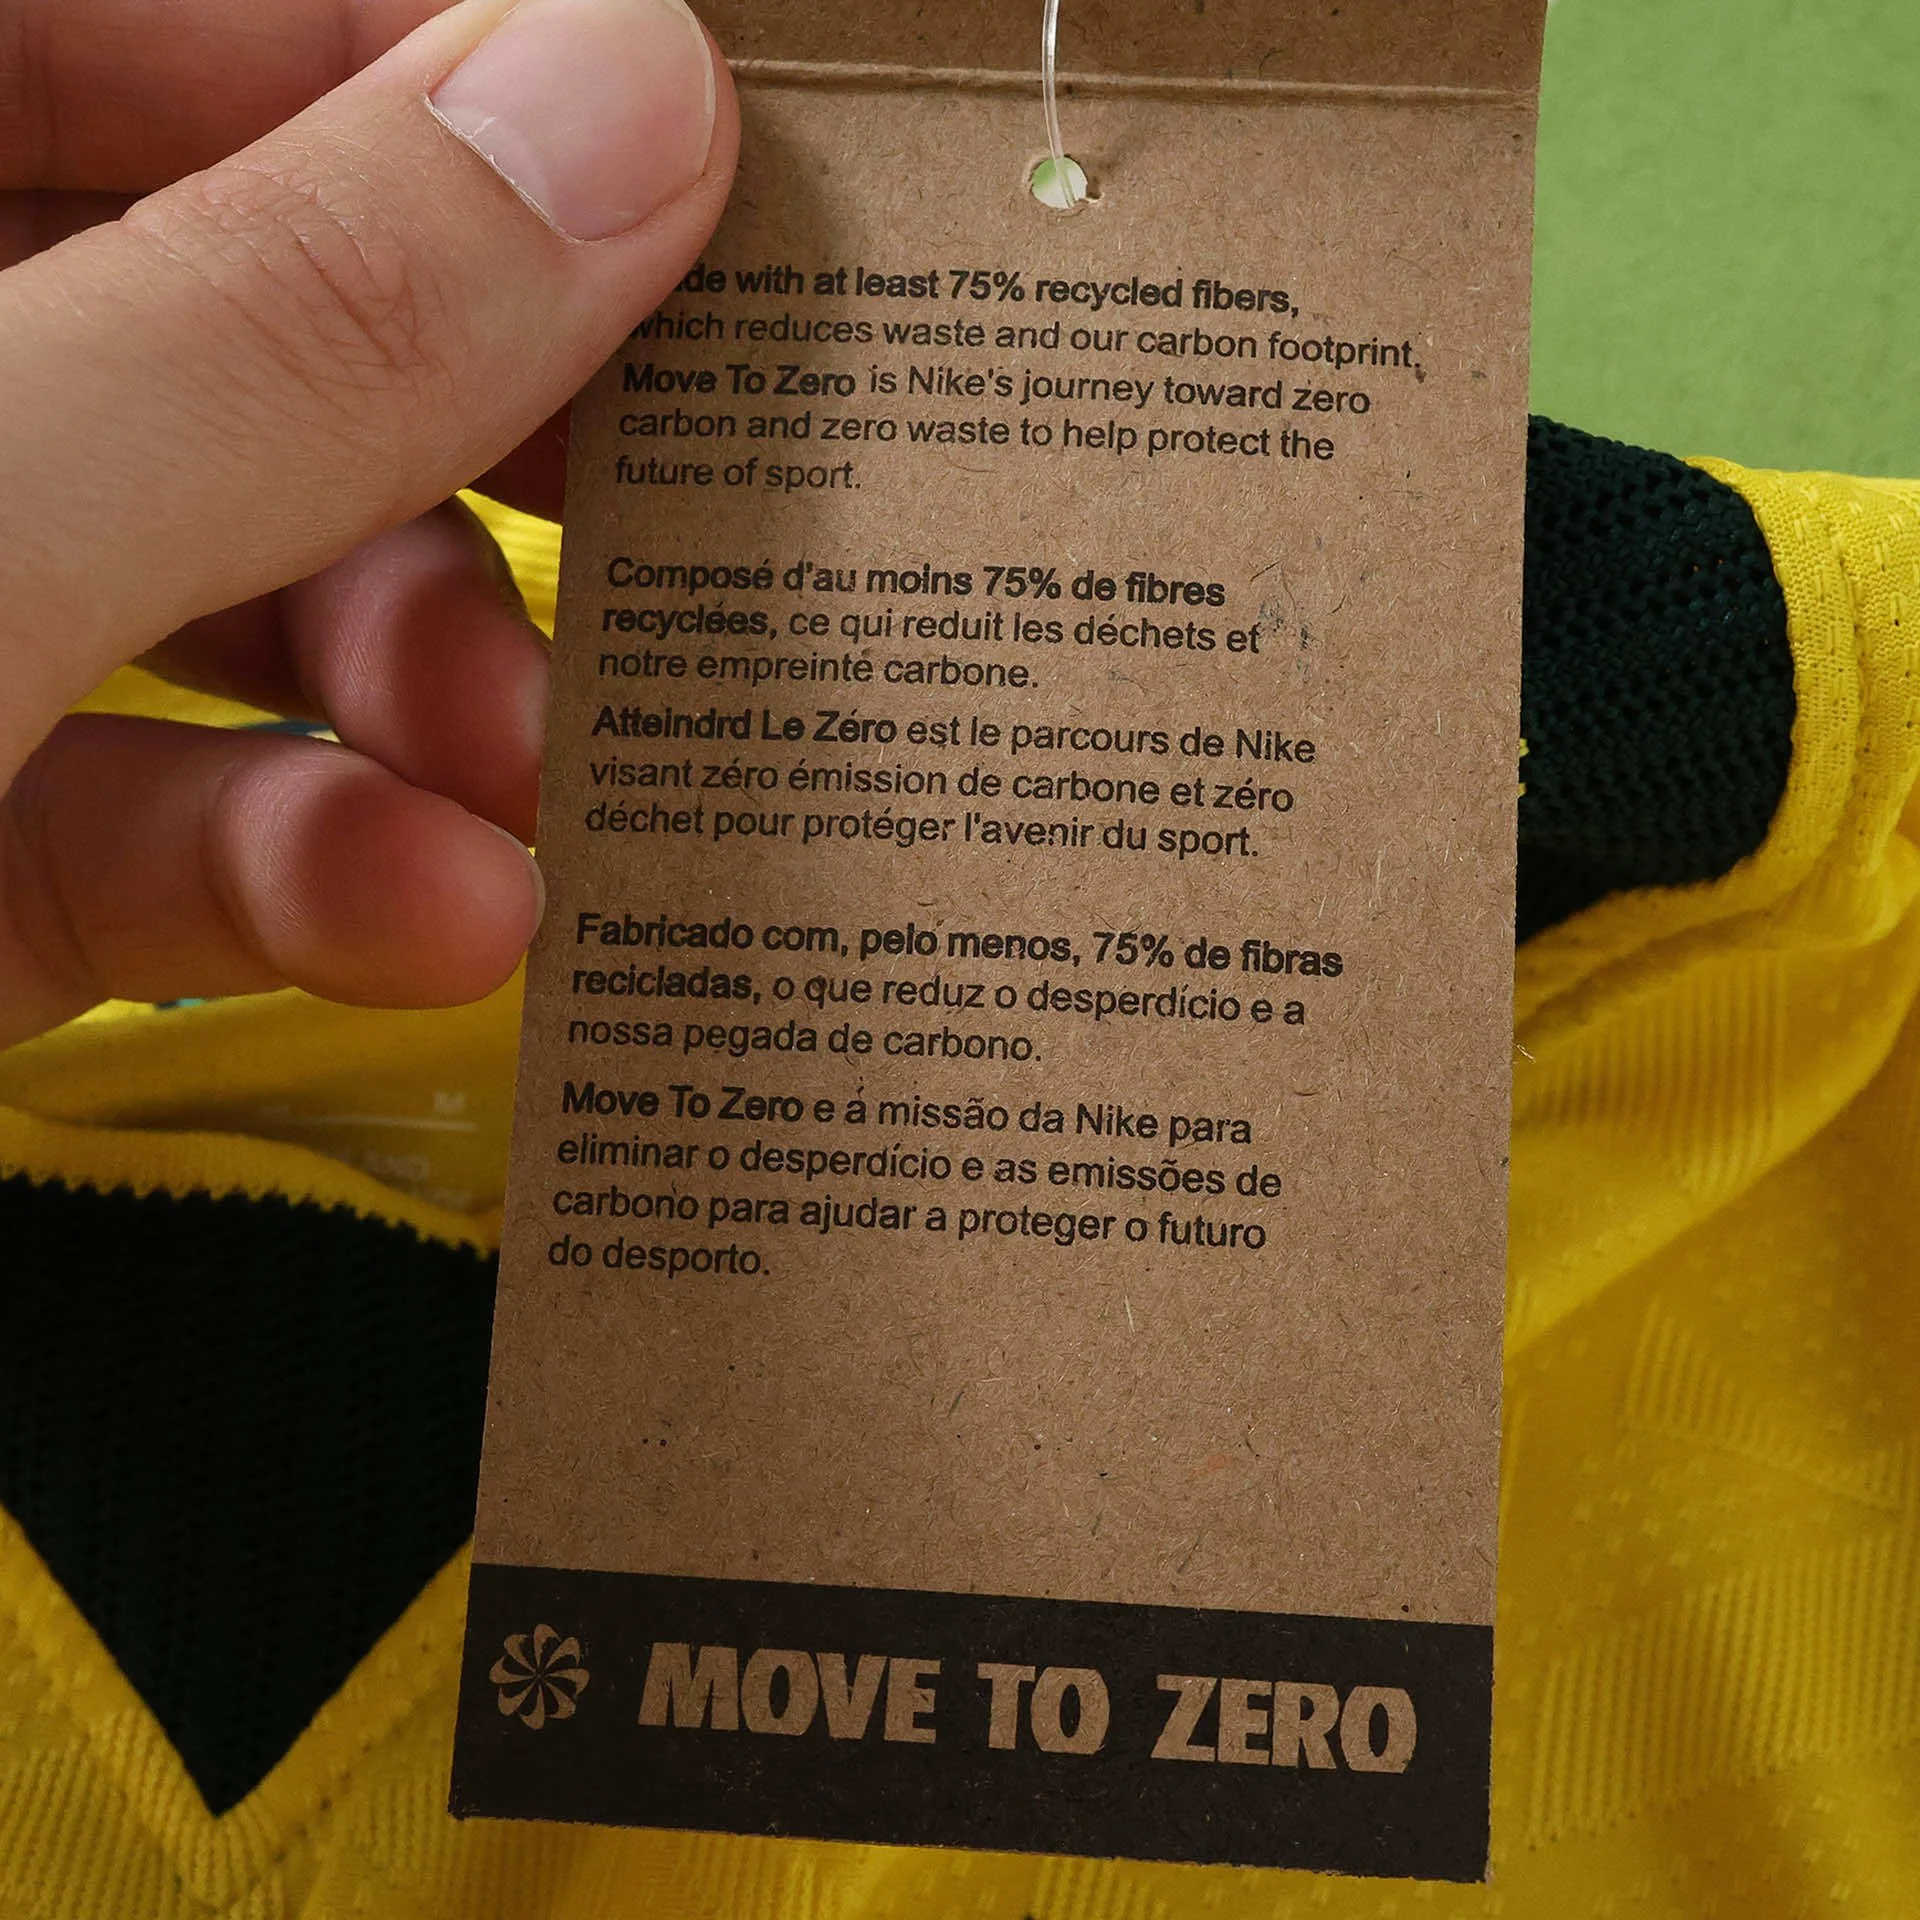 de with at least 75% recycled fibers,
which reduces waste and our carbon footprint.
Move To Zero is Nike's journey toward zero
carbon and zero waste to help protect the
future of sport.
Composé d'au moins 75% de fibres
recyclées, ce qui reduit les déchets et
notre empreinte carbone.
Atteindrd Le Zéro est le parcours de Nike
visant zéro émission de carbone et zéro
déchet pour protéger l'avenir du sport.
Fabricado com, pelo menos, 75% de fibras
recicladas, o que reduz o desperdício e a
nossa pegada de carbono.
Move To Zero e á missão da Nike para
eliminar o desperdício e as emissões de
carbono para ajudar a proteger o futuro
do desporto.
MOVE TO ZERO